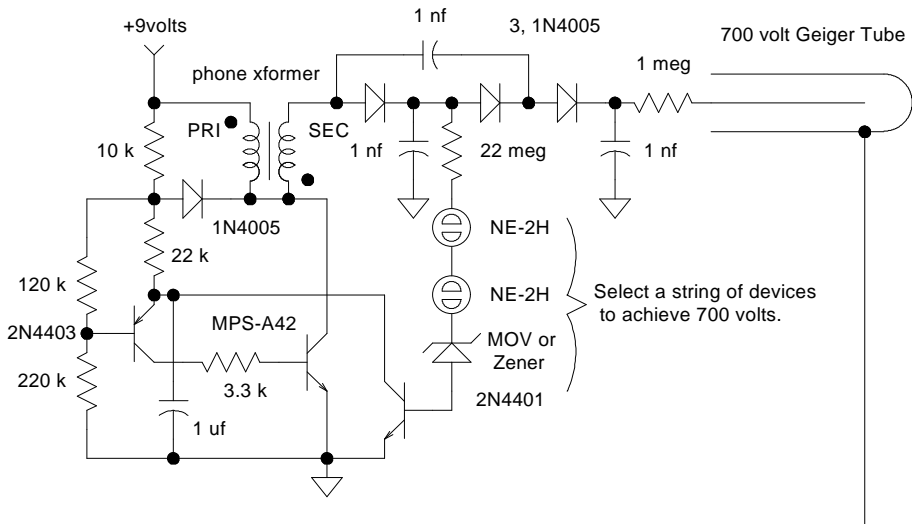 +9volts
1 nf
3, 1N4005
700 volt Geiger Tube
phone xformer
1 meg
PRI
SEC
10 k
1 nf
22 meg
1 nf
1N4005
22 k
NE-2H
120 k
NE-2H
Select a string of devices
to achieve 700 volts.
2N4403
MPS-A42
MOV or
Zener
220 k
3.3 k
2N4401
1 uf